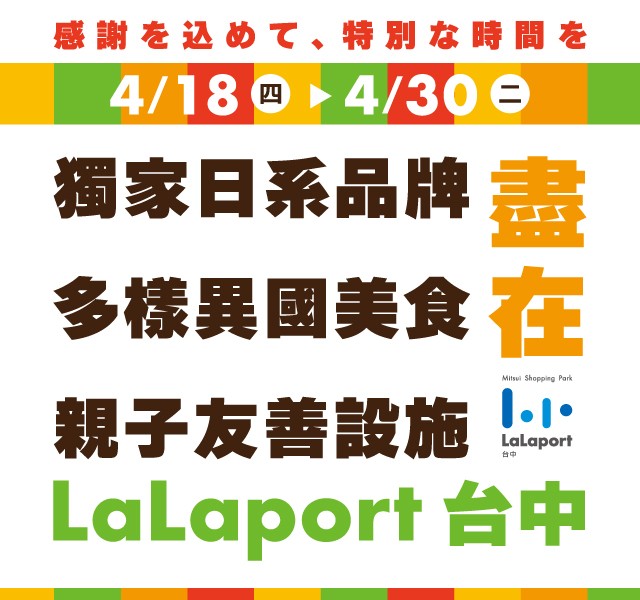 感謝を込めて、特別な時間を
4/18 四 ▶ 4/30 二
獨家日系品牌
多樣異國美食
親子友善設施
盡在
Mitsui Shopping Park
LaLaport
台中
LaLaport 台中